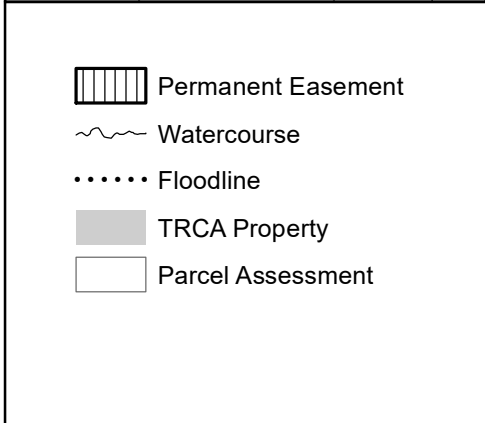 Permanent Easement
Watercourse
Floodline
TRCA Property
Parcel Assessment